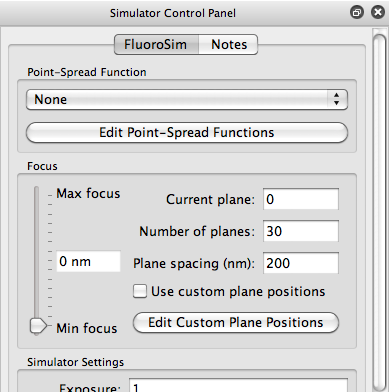 Simulator Control Panel
FluoroSim Notes
Point-Spread Function
None
Edit Point-Spread Functions
Focus
Max focus
Current plane: 0
Number of planes: 30
0 nm
Plane spacing (nm): 200
Use custom plane positions
Min focus
Edit Custom Plane Positions
Simulator Settings
Exposure: 1